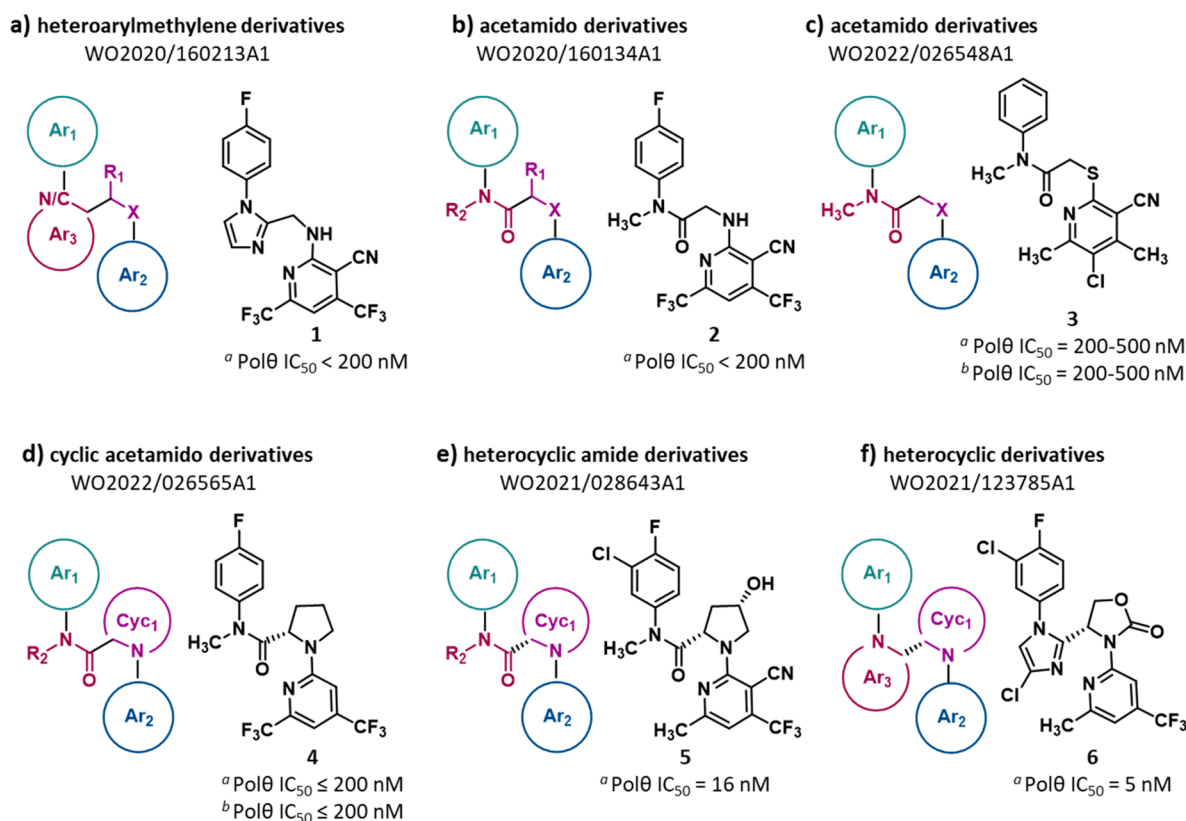 a) heteroarylmethylene derivatives
WO2020/160213A1
Ar1
N/C
R1
X
Ar3
Ar2
F
N
N
NH
N
CN
F3C
CF3
1
a Polθ IC50 < 200 nM
b) acetamido derivatives
WO2020/160134A1
Ar1
R1
N
X
R2
O
Ar2
F
N
H3C
O
NH
N
CN
F3C
CF3
2
a Polθ IC50 < 200 nM
c) acetamido derivatives
WO2022/026548A1
Ar1
N
X
H3C
O
Ar2
N
H3C
O
S
N
CN
H3C
CH3
Cl
3
a Polθ IC50 = 200-500 nM
b Polθ IC50 = 200-500 nM
d) cyclic acetamido derivatives
WO2022/026565A1
Ar1
Cyc1
N
N
R2
O
Ar2
F
N
H3C
O
N
N
F3C
CF3
4
a Polθ IC50 ≤ 200 nM
b Polθ IC50 ≤ 200 nM
e) heterocyclic amide derivatives
WO2021/028643A1
Ar1
Cyc1
N
N
R2
O
Ar2
F
Cl
OH
N
H3C
O
N
N
CN
H3C
CF3
5
a Polθ IC50 = 16 nM
f) heterocyclic derivatives
WO2021/123785A1
Ar1
Cyc1
N
N
Ar3
Ar2
F
Cl
O
N
O
N
N
Cl
N
H3C
CF3
6
a Polθ IC50 = 5 nM